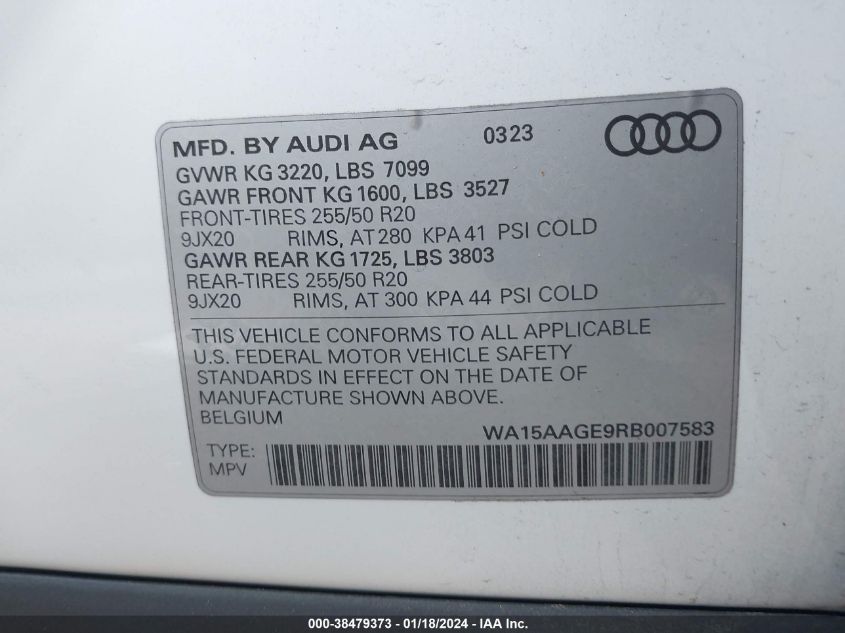 MFD. BY AUDI AG 0323
GVWR KG 3220, LBS 7099
GAWR FRONT KG 1600, LBS 3527
FRONT-TIRES 255/50 R20
9JX20 RIMS, AT 280 KPA 41 PSI COLD
GAWR REAR KG 1725, LBS 3803
REAR-TIRES 255/50 R20
9JX20 RIMS, AT 300 KPA 44 PSI COLD
THIS VEHICLE CONFORMS TO ALL APPLICABLE
U.S. FEDERAL MOTOR VEHICLE SAFETY
STANDARDS IN EFFECT ON THE DATE OF
MANUFACTURE SHOWN ABOVE.
BELGIUM
WA15AAGE9RB007583
TYPE:
MPV
000-38479373 - 01/18/2024 - IAA Inc.